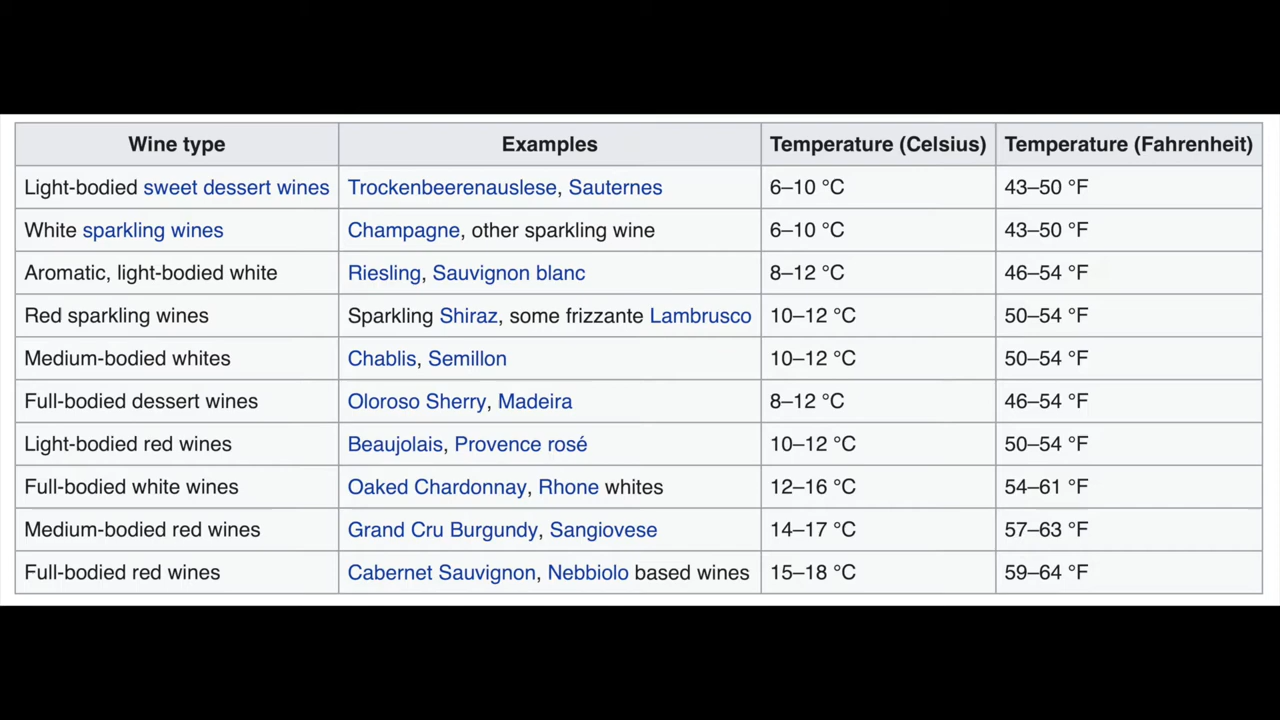 Wine type Examples Temperature (Celsius) Temperature (Fahrenheit)
Light-bodied sweet dessert wines Trockenbeerenauslese, Sauternes 6–10 °C 43–50 °F
White sparkling wines Champagne, other sparkling wine 6–10 °C 43–50 °F
Aromatic, light-bodied white Riesling, Sauvignon blanc 8–12 °C 46–54 °F
Red sparkling wines Sparkling Shiraz, some frizzante Lambrusco 10–12 °C 50–54 °F
Medium-bodied whites Chablis, Semillon 10–12 °C 50–54 °F
Full-bodied dessert wines Oloroso Sherry, Madeira 8–12 °C 46–54 °F
Light-bodied red wines Beaujolais, Provence rosé 10–12 °C 50–54 °F
Full-bodied white wines Oaked Chardonnay, Rhone whites 12–16 °C 54–61 °F
Medium-bodied red wines Grand Cru Burgundy, Sangiovese 14–17 °C 57–63 °F
Full-bodied red wines Cabernet Sauvignon, Nebbiolo based wines 15–18 °C 59–64 °F